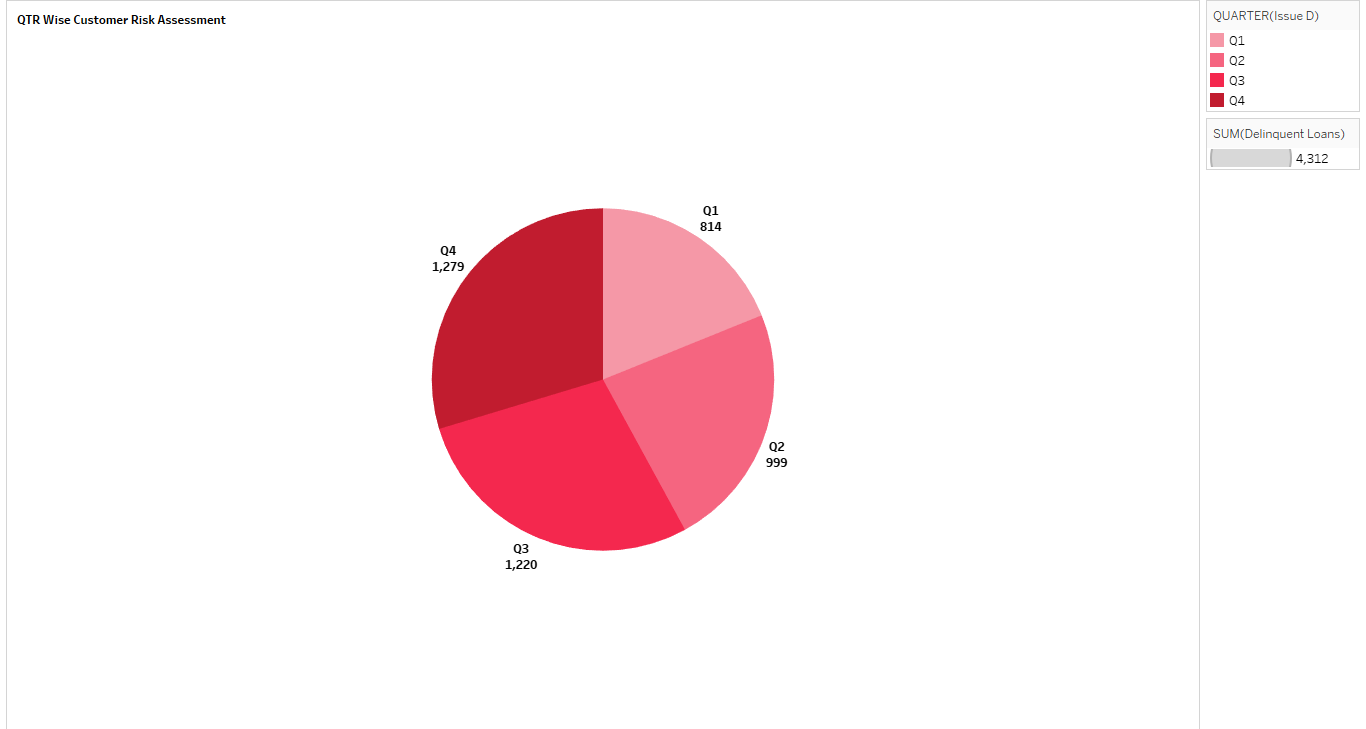 QTR Wise Customer Risk Assessment
QUARTER(Issue D)
Q1
Q2
Q3
Q4
SUM(Delinquent Loans)
4,312
Q1
814
Q4
1,279
Q2
999
Q3
1,220